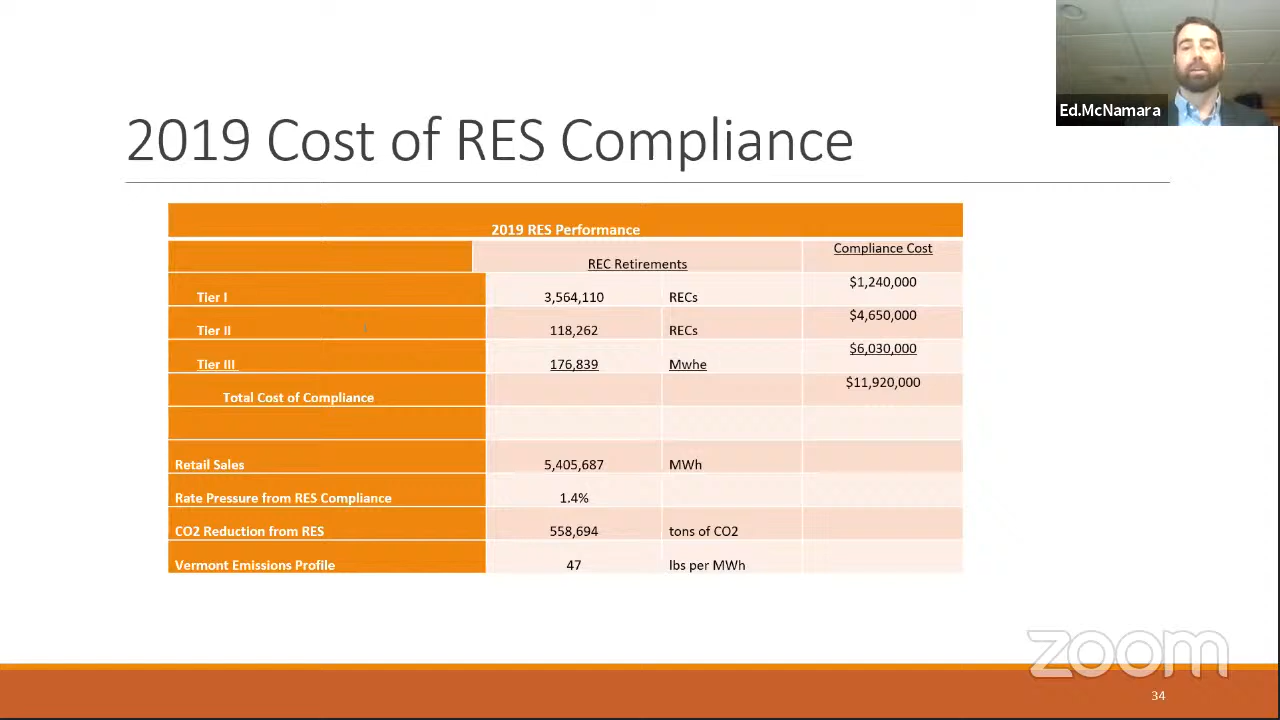 Ed.McNamara
2019 Cost of RES Compliance
2019 RES Performance
REC Retirements Compliance Cost
Tier I 3,564,110 RECs $1,240,000
Tier II 118,262 RECs $4,650,000
Tier III 176,839 Mwhe $6,030,000
Total Cost of Compliance $11,920,000
Retail Sales 5,405,687 MWh
Rate Pressure from RES Compliance 1.4%
CO2 Reduction from RES 558,694 tons of CO2
Vermont Emissions Profile 47 lbs per MWh
zoom
34